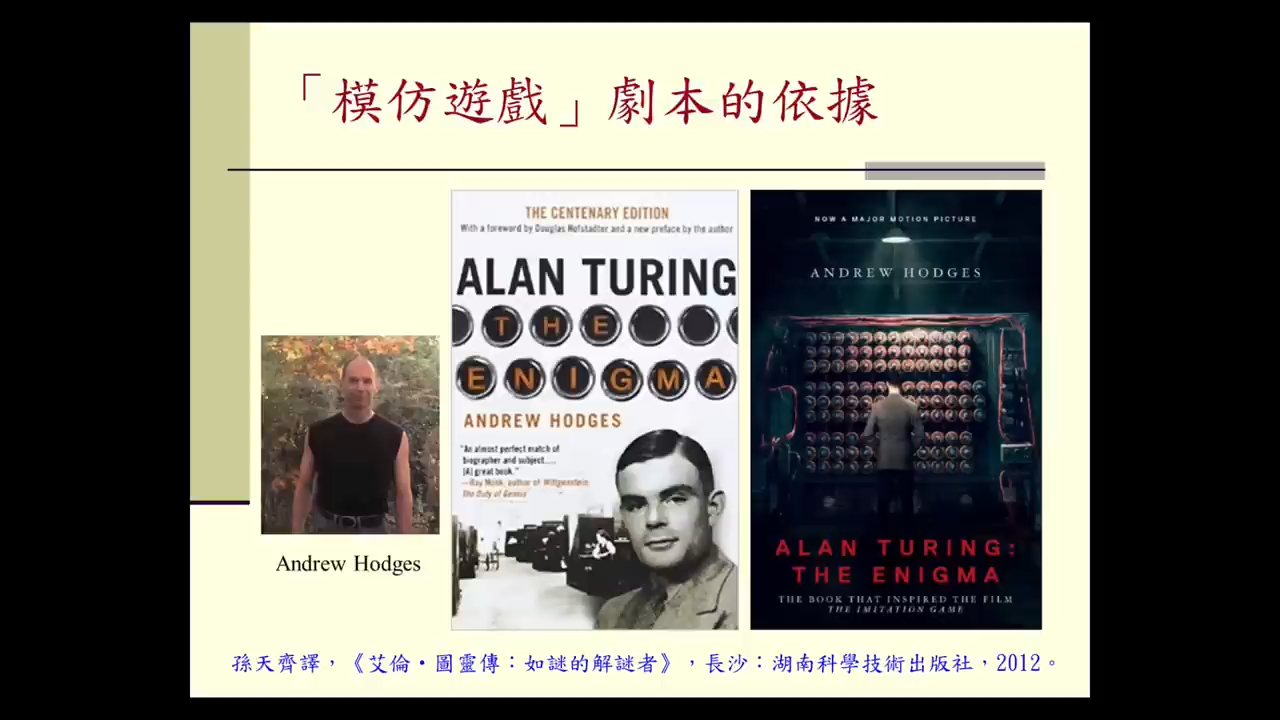 「模仿遊戲」劇本的依據
THE CENTENARY EDITION
With a foreword by Douglas Hofstadter and a new preface by the author
ALAN TURING
THE
ENIGMA
ANDREW HODGES
"An almost perfect match of
biographer and subject....
[A] great book."
—Ray Monk, author of Wittgenstein:
The Duty of Genius
NOW A MAJOR MOTION PICTURE
ANDREW HODGES
ALAN TURING:
THE ENIGMA
THE BOOK THAT INSPIRED THE FILM
THE IMITATION GAME
Andrew Hodges
孫天齊譯，《艾倫·圖靈傳：如謎的解謎者》，長沙：湖南科學技術出版社，2012。